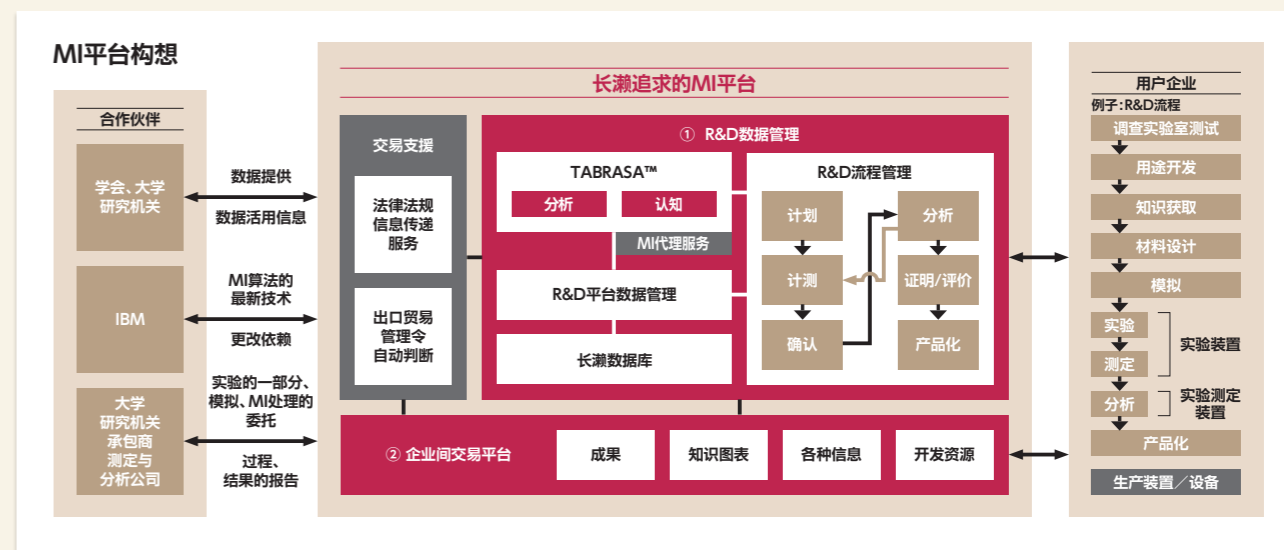 MI平台构想
合作伙伴
学会、大学
研究机关
IBM
大学
研究机关
承包商
测定与
分析公司
数据提供
数据活用信息
MI算法的
最新技术
更改依赖
实验的一部分、
模拟、MI处理的
委托
过程、
结果的报告
长濑追求的MI平台
交易支援
法律法规
信息传递
服务
出口贸易
管理令
自动判断
① R&D数据管理
TABRASA™
分析
认知
MI代理服务
R&D平台数据管理
长濑数据库
R&D流程管理
计划
计测
确认
分析
证明/评价
产品化
② 企业间交易平台
成果
知识图表
各种信息
开发资源
用户企业
例子:R&D流程
调查实验室测试
用途开发
知识获取
材料设计
模拟
实验
测定
实验装置
分析
实验测定
装置
产品化
生产装置／设备